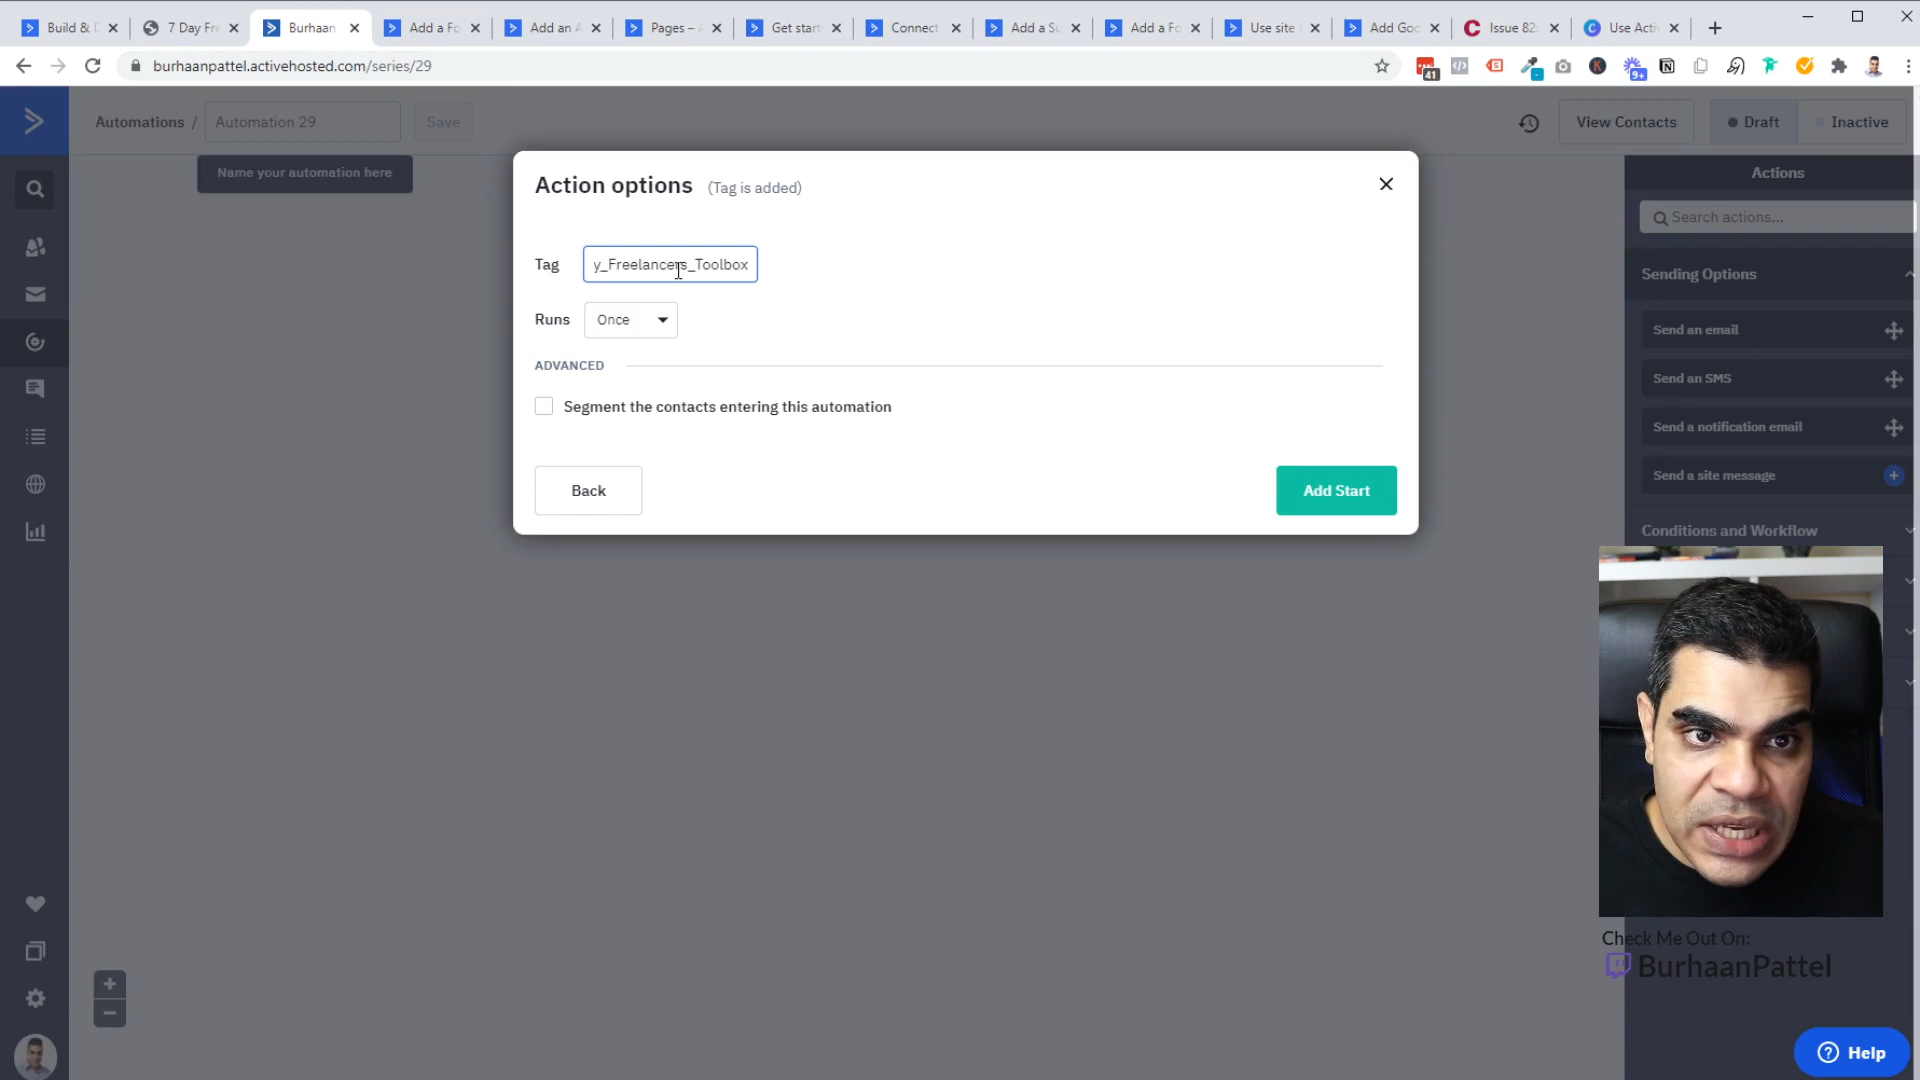 Build & D
7 Day Fre
Burhaan
Add a Fo
Add an A
Pages – A
Get start
Connect
Add a Su
Add a Fo
Use site
Add Goo
Issue 82
Use Activ
burhaanpattel.activehosted.com/series/29
41
9+
Automations / Automation 29
Save
View Contacts
Draft
Inactive
Name your automation here
Action options (Tag is added)
Tag y_Freelancers_Toolbox
Runs Once
ADVANCED
Segment the contacts entering this automation
Back
Add Start
Actions
Search actions...
Sending Options
Send an email
Send an SMS
Send a notification email
Send a site message
Conditions and Workflow
Check Me Out On:
BurhaanPattel
Help